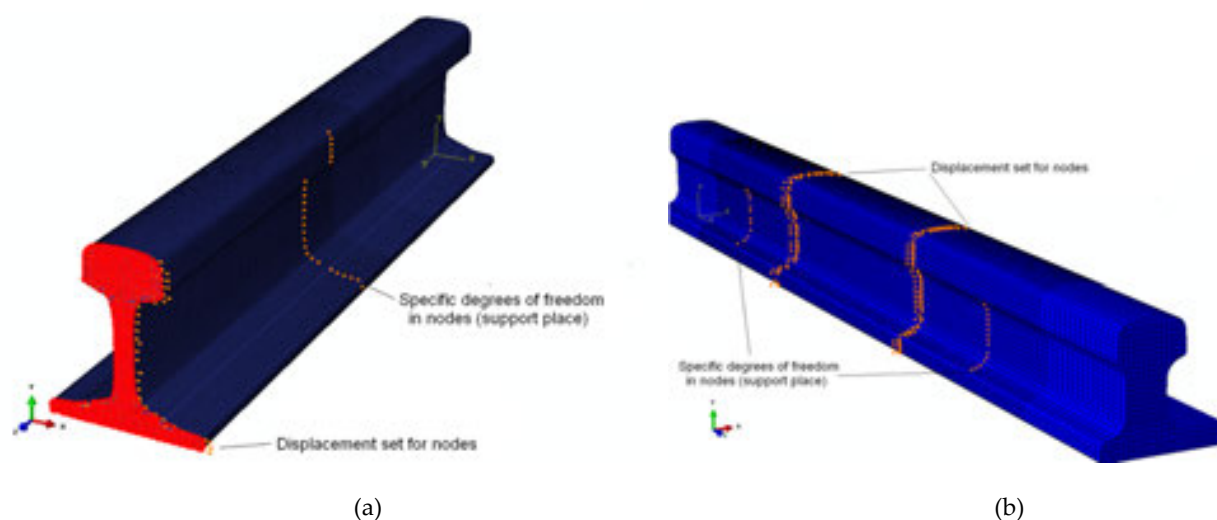 Specific degrees of freedom
in nodes (support place)
Displacement set for nodes
(a)
Displacement set for nodes
Specific degrees of freedom
in nodes (support place)
(b)